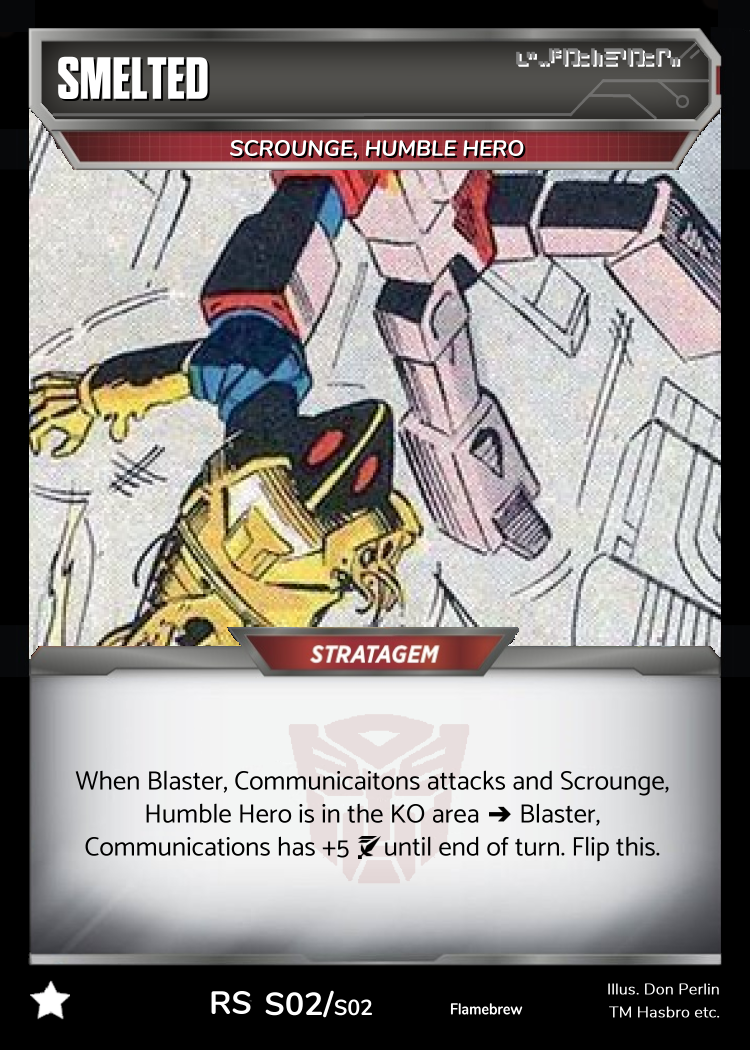 SMELTED
SCROUNGE, HUMBLE HERO
STRATAGEM
When Blaster, Communicaitons attacks and Scrounge,
Humble Hero is in the KO area ➔ Blaster,
Communications has +5 until end of turn. Flip this.
RS S02/S02
Flamebrew
Illus. Don Perlin
TM Hasbro etc.